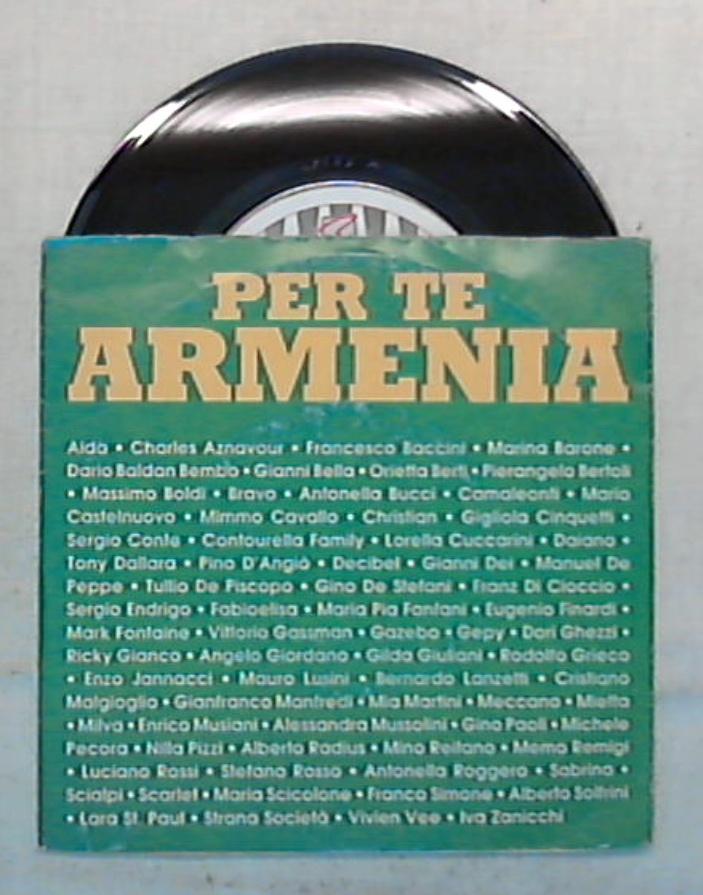 PER TE
ARMENIA
Aida • Charles Aznavour • Francesco Baccini • Marina Barone •
Dario Baldan Bembo • Gianni Bella • Orietta Berti • Pierangelo Bertoli
• Massimo Boldi • Bravo • Antonella Bucci • Camaleonti • Mario
Castelnuovo • Mimmo Cavallo • Christian • Gigliola Cinquetti •
Sergio Conte • Contourella Family • Lorella Cuccarini • Daiano •
Tony Dallara • Pino D'Angiò • Decibel • Gianni Dei • Manuel De
Peppe • Tullio De Piscopo • Gino De Stefani • Franz Di Cioccio •
Sergio Endrigo • Fabioelisa • Maria Pia Fanfani • Eugenio Finardi •
Mark Fontaine • Vittorio Gassman • Gazebo • Gepy • Dori Ghezzi •
Ricky Gianco • Angelo Giordano • Gilda Giuliani • Rodolfo Grieco
• Enzo Jannacci • Mauro Lusini • Bernardo Lanzetti • Cristiano
Malgioglio • Gianfranco Manfredi • Mia Martini • Meccano • Mietta
• Milva • Enrico Musiani • Alessandra Mussolini • Gino Paoli • Michele
Pecora • Nilla Pizzi • Alberto Radius • Mino Reitano • Memo Remigi
• Luciano Rossi • Stefano Rosso • Antonella Roggero • Sabrina •
Scialpi • Scarlet • Maria Scicolone • Franco Simone • Alberto Solfrini
• Lara St. Paul • Strana Società • Vivien Vee • Iva Zanicchi